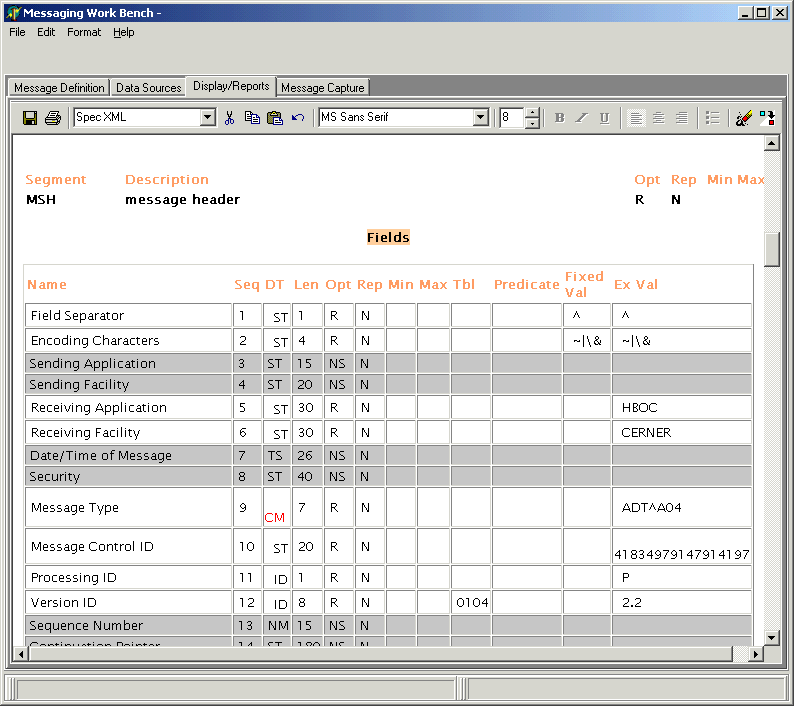 Messaging Work Bench -
File Edit Format Help
Message Definition Data Sources Display/Reports Message Capture
Spec XML MS Sans Serif 8 B I U
Segment Description Opt Rep Min Max
MSH message header R N
Fields
Name Seq DT Len Opt Rep Min Max Tbl Predicate Fixed Val Ex Val
Field Separator 1 ST 1 R N ^ ^
Encoding Characters 2 ST 4 R N ~|\& ~|\&
Sending Application 3 ST 15 NS N
Sending Facility 4 ST 20 NS N
Receiving Application 5 ST 30 R N HBOC
Receiving Facility 6 ST 30 R N CERNER
Date/Time of Message 7 TS 26 NS N
Security 8 ST 40 NS N
Message Type 9 CM 7 R N ADT^A04
Message Control ID 10 ST 20 R N 41834979147914197
Processing ID 11 ID 1 R N P
Version ID 12 ID 8 R N 0104 2.2
Sequence Number 13 NM 15 NS N
Continuation Pointer 14 ST 180 NS N